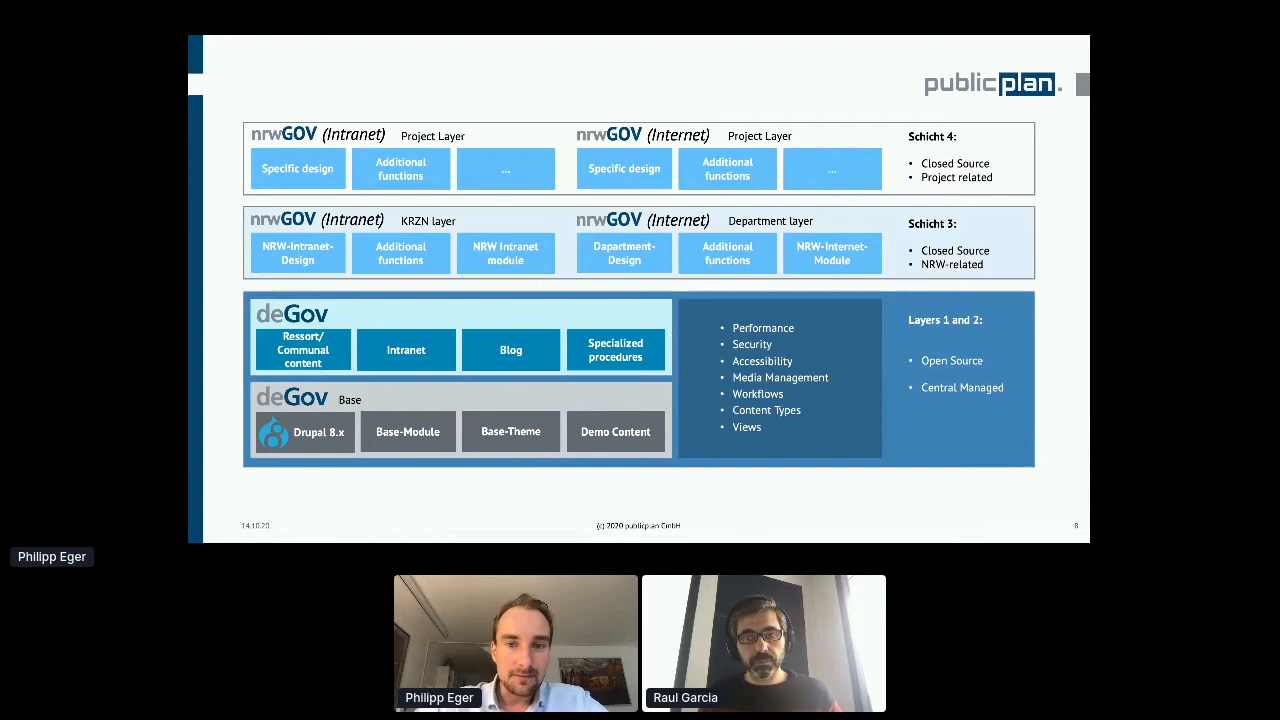 publicplan.
nrwGOV (Intranet) Project Layer
Specific design
Additional
functions
...
nrwGOV (Internet) Project Layer
Specific design
Additional
functions
...
Schicht 4:
• Closed Source
• Project related
nrwGOV (Intranet) KRZN layer
NRW-Intranet-
Design
Additional
functions
NRW Intranet
module
nrwGOV (Internet) Department layer
Dapartment-
Design
Additional
functions
NRW-Internet-
Module
Schicht 3:
• Closed Source
• NRW-related
deGov
Ressort/
Communal
content
Intranet
Blog
Specialized
procedures
deGov Base
Drupal 8.x
Base-Module
Base-Theme
Demo Content
• Performance
• Security
• Accessibility
• Media Management
• Workflows
• Content Types
• Views
Layers 1 and 2:
• Open Source
• Central Managed
14.10.20
(c) 2020 publicplan GmbH
8
Philipp Eger
Philipp Eger
Raul Garcia